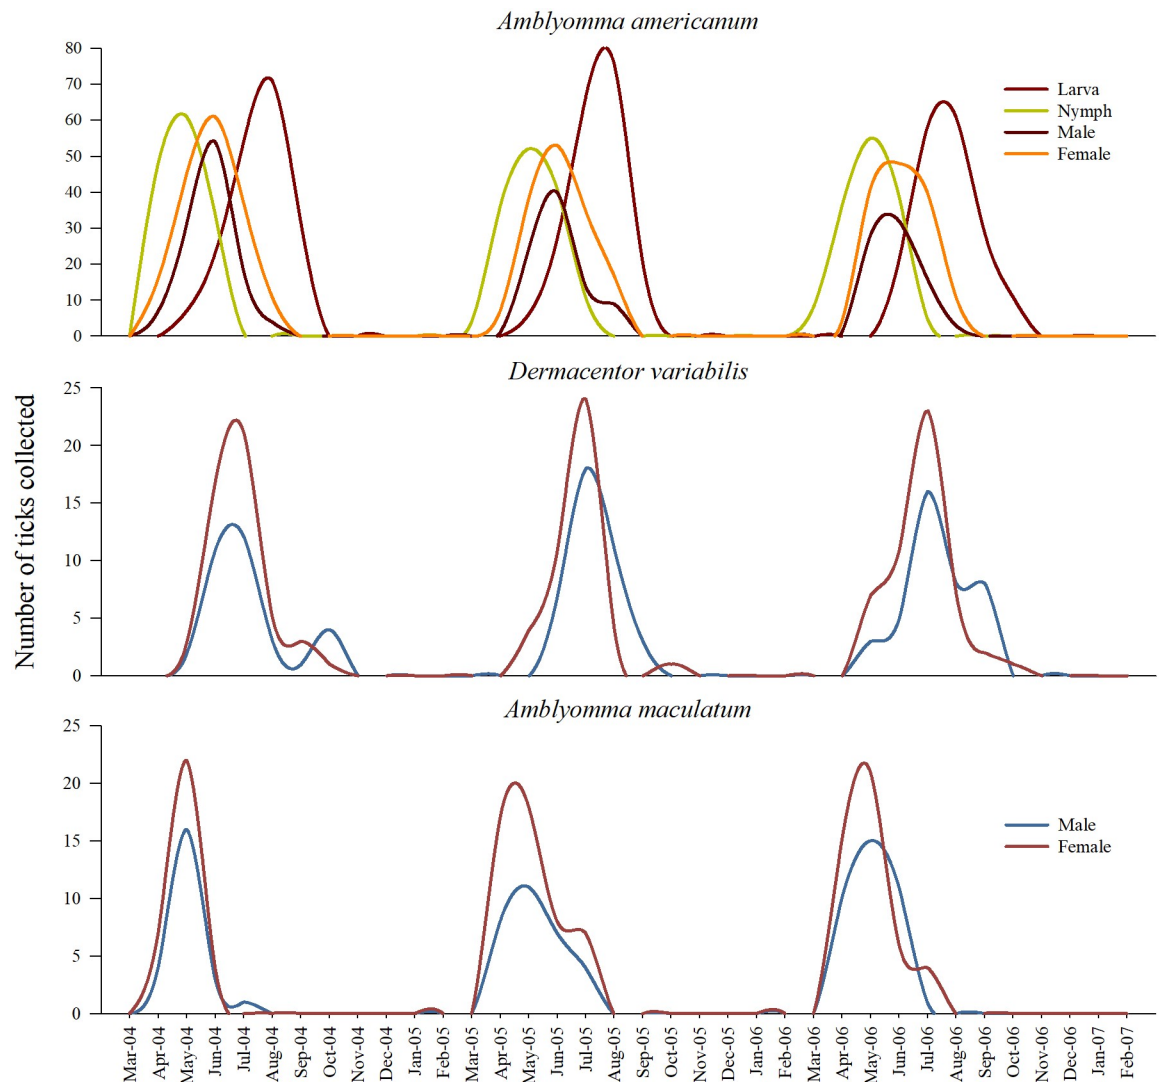 Amblyomma americanum
80
70
60
50
40
30
20
10
0
Larva
Nymph
Male
Female
Dermacentor variabilis
25
20
15
10
5
0
Number of ticks collected
Amblyomma maculatum
25
20
15
10
5
0
Male
Female
Mar-04
Apr-04
May-04
Jun-04
Jul-04
Aug-04
Sep-04
Oct-04
Nov-04
Dec-04
Jan-05
Feb-05
Mar-05
Apr-05
May-05
Jun-05
Jul-05
Aug-05
Sep-05
Oct-05
Nov-05
Dec-05
Jan-06
Feb-06
Mar-06
Apr-06
May-06
Jun-06
Jul-06
Aug-06
Sep-06
Oct-06
Nov-06
Dec-06
Jan-07
Feb-07